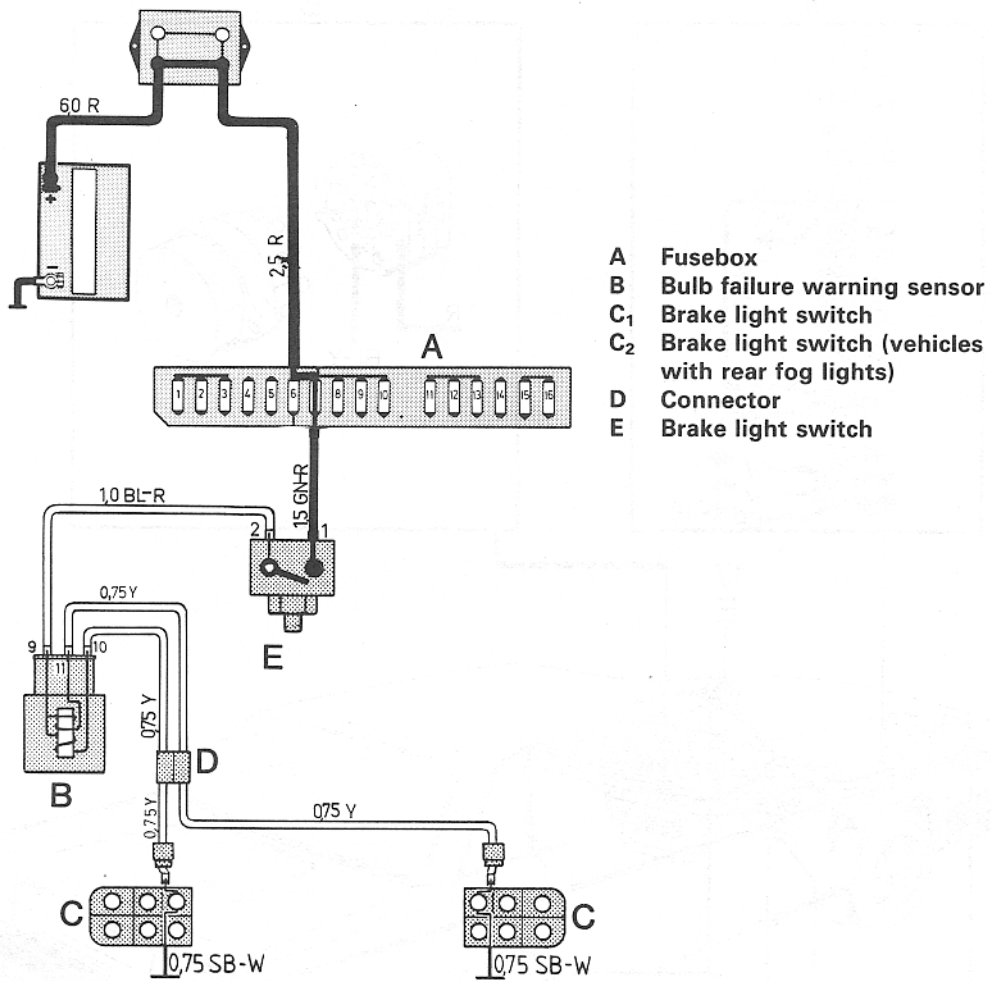 60 R
+
−
2,5 R
A
1 2 3 4 5 6 8 9 10 11 12 13 14 15 16
A Fusebox
B Bulb failure warning sensor
C₁ Brake light switch
C₂ Brake light switch (vehicles
with rear fog lights)
D Connector
E Brake light switch
1,0 BL-R
1,5 GN-R
2 1
0,75 Y
E
9 11 10
0,75 Y
D
B
0,75 Y
0,75 Y
C
C
0,75 SB-W
0,75 SB-W